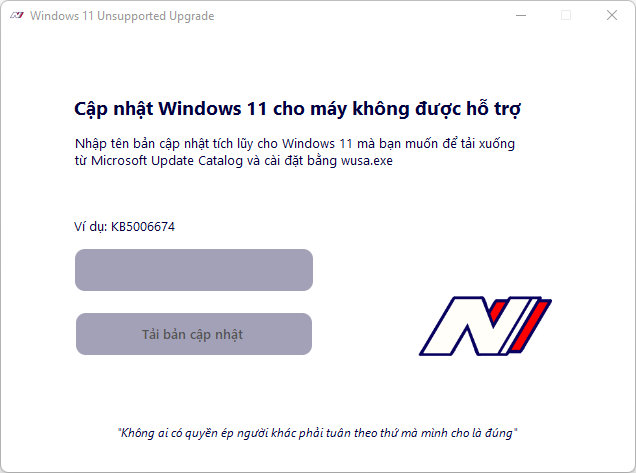 Windows 11 Unsupported Upgrade
Cập nhật Windows 11 cho máy không được hỗ trợ
Nhập tên bản cập nhật tích lũy cho Windows 11 mà bạn muốn để tải xuống
từ Microsoft Update Catalog và cài đặt bằng wusa.exe
Ví dụ: KB5006674
Tải bản cập nhật
"Không ai có quyền ép người khác phải tuân theo thứ mà mình cho là đúng"